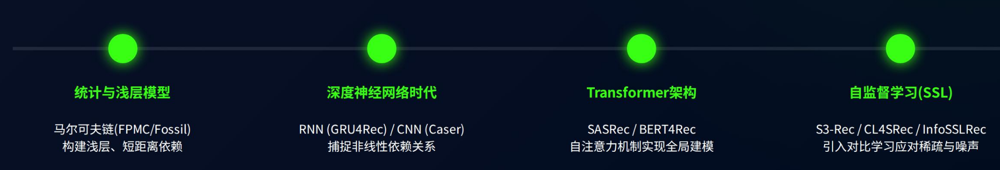 统计与浅层模型
马尔可夫链(FPMC/Fossil)
构建浅层、短距离依赖
深度神经网络时代
RNN (GRU4Rec) / CNN (Caser)
捕捉非线性依赖关系
Transformer架构
SASRec / BERT4Rec
自注意力机制实现全局建模
自监督学习(SSL)
S3-Rec / CL4SRec / InfoSSLRec
引入对比学习应对稀疏与噪声